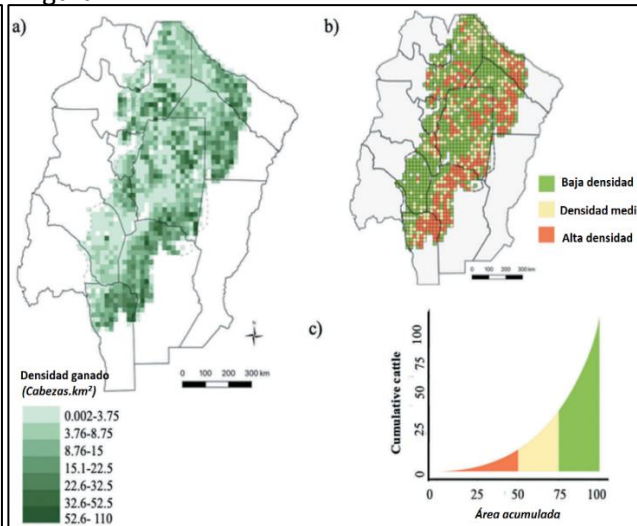 a)
Densidad ganado
(Cabezas.km²)
0.002-3.75
3.76-8.75
8.76-15
15.1-22.5
22.6-32.5
32.6-52.5
52.6- 110
N
0 100 200 300 km
b)
0 100 200 300 km
Baja densidad
Densidad medi
Alta densidad
c)
Cumulative cattle
100
75
50
25
0
0 25 50 75 100
Área acumulada